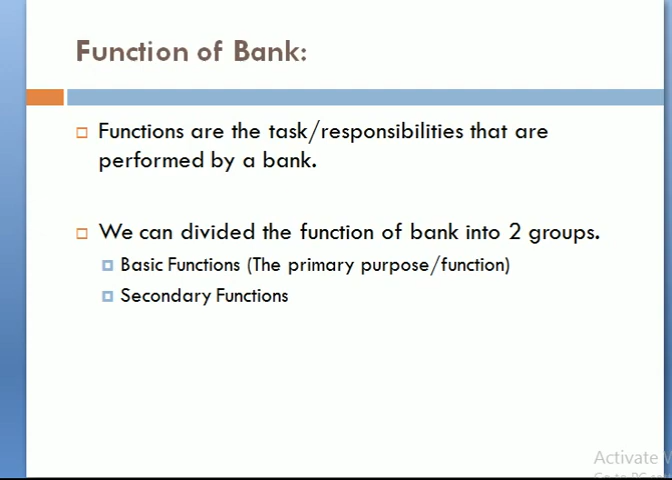 Function of Bank:
Functions are the task/responsibilities that are
performed by a bank.
We can divided the function of bank into 2 groups.
Basic Functions (The primary purpose/function)
Secondary Functions
Activate